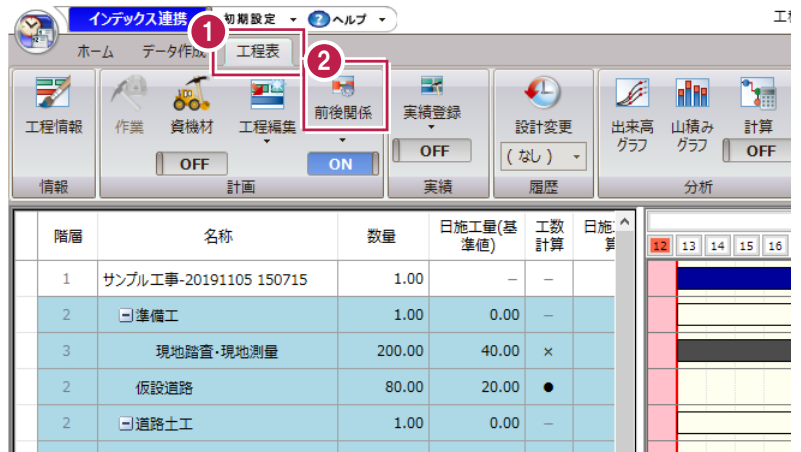 インデックス連携 初期設定 ヘルプ
ホーム データ作成 工程表
1
2
工程情報 作業 資機材 工程編集 前後関係 実績登録 設計変更 出来高グラフ 山積みグラフ 計算
OFF ON OFF (なし) OFF
情報 計画 実績 履歴 分析
階層 名称 数量 日施工量(基準値) 工数計算
12 13 14 15 16
1 サンプル工事-20191105 150715 1.00 – –
2 準備工 1.00 0.00 –
3 現地踏査・現地測量 200.00 40.00 ×
2 仮設道路 80.00 20.00 ●
2 道路土工 1.00 0.00 –